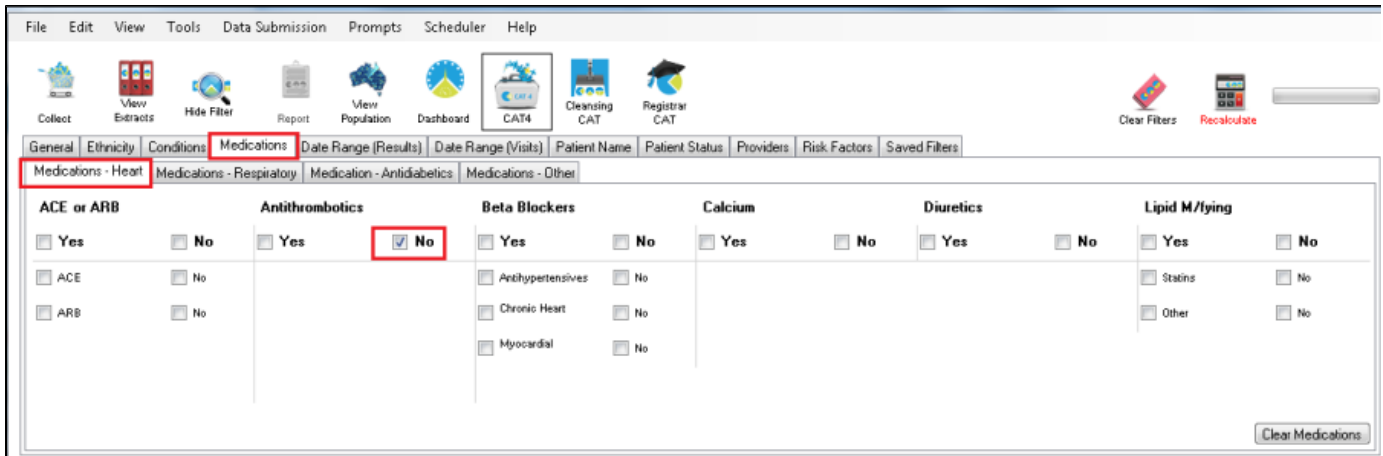 File Edit View Tools Data Submission Prompts Scheduler Help
CAT 4
Collect
View Extracts
Hide Filter
Report
View Population
Dashboard
CAT4
Cleansing CAT
Registrar CAT
Clear Filters
Recalculate
General Ethnicity Conditions Medications Date Range (Results) Date Range (Visits) Patient Name Patient Status Providers Risk Factors Saved Filters
Medications - Heart Medications - Respiratory Medication - Antidiabetics Medications - Other
ACE or ARB Antithrombotics Beta Blockers Calcium Diuretics Lipid M/fying
Yes No Yes No Yes No Yes No Yes No Yes No
ACE No Antihypertensives No Statins No
ARB No Chronic Heart No Other No
Myocardial No
Clear Medications